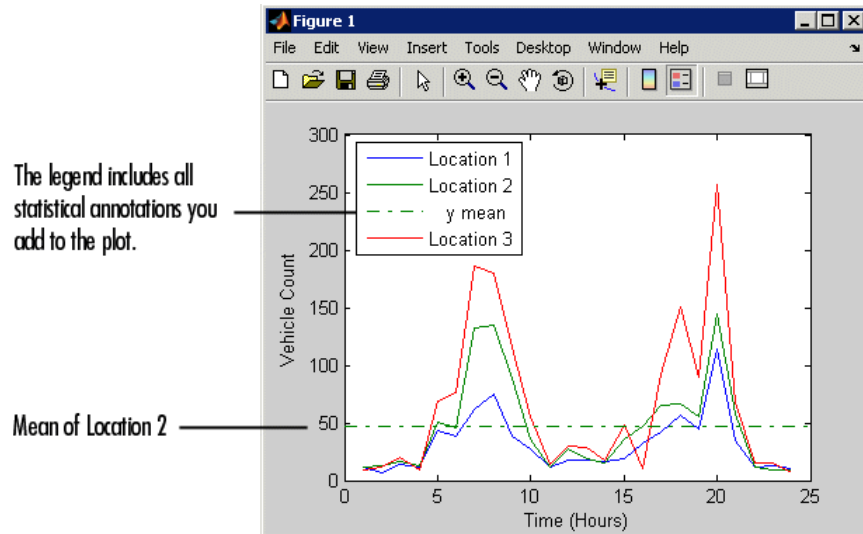 Figure 1
File Edit View Insert Tools Desktop Window Help
The legend includes all
statistical annotations you
add to the plot.
Mean of Location 2
300
250
200
150
100
50
0
Vehicle Count
Location 1
Location 2
y mean
Location 3
0 5 10 15 20 25
Time (Hours)